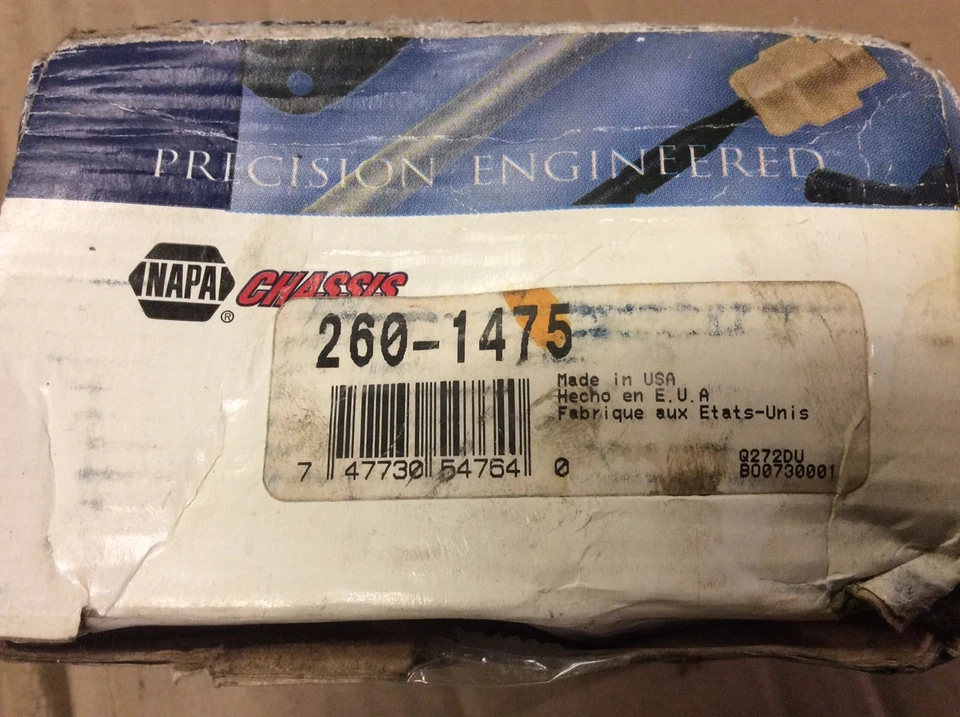 PRECISION ENGINEERED
NAPA CHASSIS
®
260-1475
Made in USA
Hecho en E.U.A
Fabrique aux Etats-Unis
7 47730 54764 0
Q272DU
BO0730001